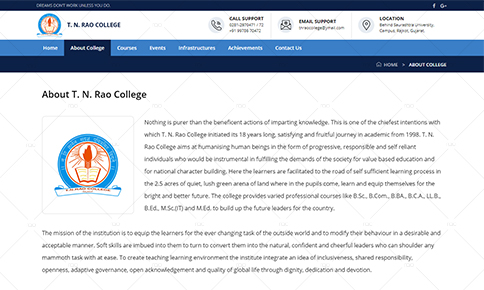 DREAMS DON'T WORK UNLESS YOU DO.
T. N. RAO COLLEGE
CALL SUPPORT
0281-2878471 / 72
+91 99786 70472
EMAIL SUPPORT
tnraocollege@ymail.com
LOCATION
Behind Saurashtra University,
Campus, Rajkot, Gujarat.
Home About College Courses Events Infrastructures Achievements Contact Us
HOME > ABOUT COLLEGE
About T. N. Rao College
Nothing is purer than the beneficent actions of imparting knowledge. This is one of the chiefest intentions with
which T. N. Rao College initiated its 18 years long, satisfying and fruitful journey in academic from 1998. T. N.
Rao College aims at humanising human beings in the form of progressive, responsible and self reliant
individuals who would be instrumental in fulfilling the demands of the society for value based education and
for national character building. Here the learners are facilitated to the road of self sufficient learning process in
the 2.5 acres of quiet, lush green arena of land where in the pupils come, learn and equip themselves for the
bright and better future. The college provides varied professional courses like B.Sc., B.Com., B.BA., B.C.A., LL.B.,
B.Ed., M.Sc.(IT) and M.Ed. to build up the future leaders for the country.
T.N.RAO COLLEGE
The mission of the institution is to equip the learners for the ever changing task of the outside world and to modify their behaviour in a desirable and
acceptable manner. Soft skills are imbued into them to turn to convert them into the natural, confident and cheerful leaders who can shoulder any
mammoth task with at ease. To create teaching learning environment the institute integrate an idea of inclusiveness, shared responsibility,
openness, adaptive governance, open acknowledgement and quality of global life through dignity, dedication and devotion.